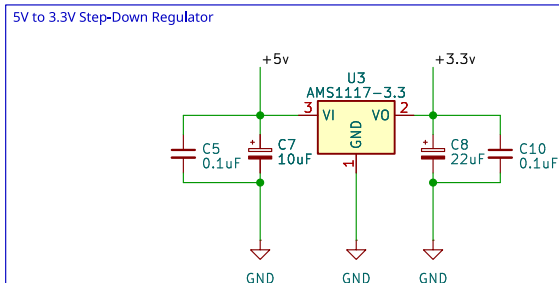 5V to 3.3V Step-Down Regulator
+5v
+3.3v
U3
AMS1117-3.3
3
VI
VO
2
GND
1
+
C5
0.1uF
C7
10uF
+
C8
22uF
C10
0.1uF
GND
GND
GND